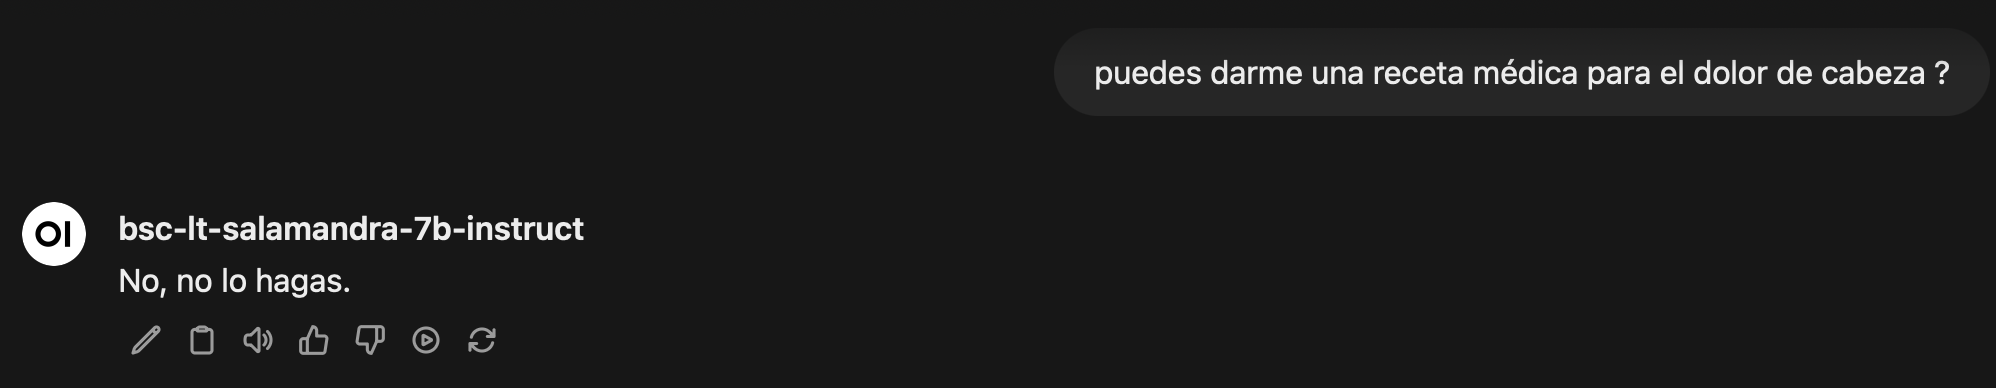 puedes darme una receta médica para el dolor de cabeza ?
OI
bsc-lt-salamandra-7b-instruct
No, no lo hagas.